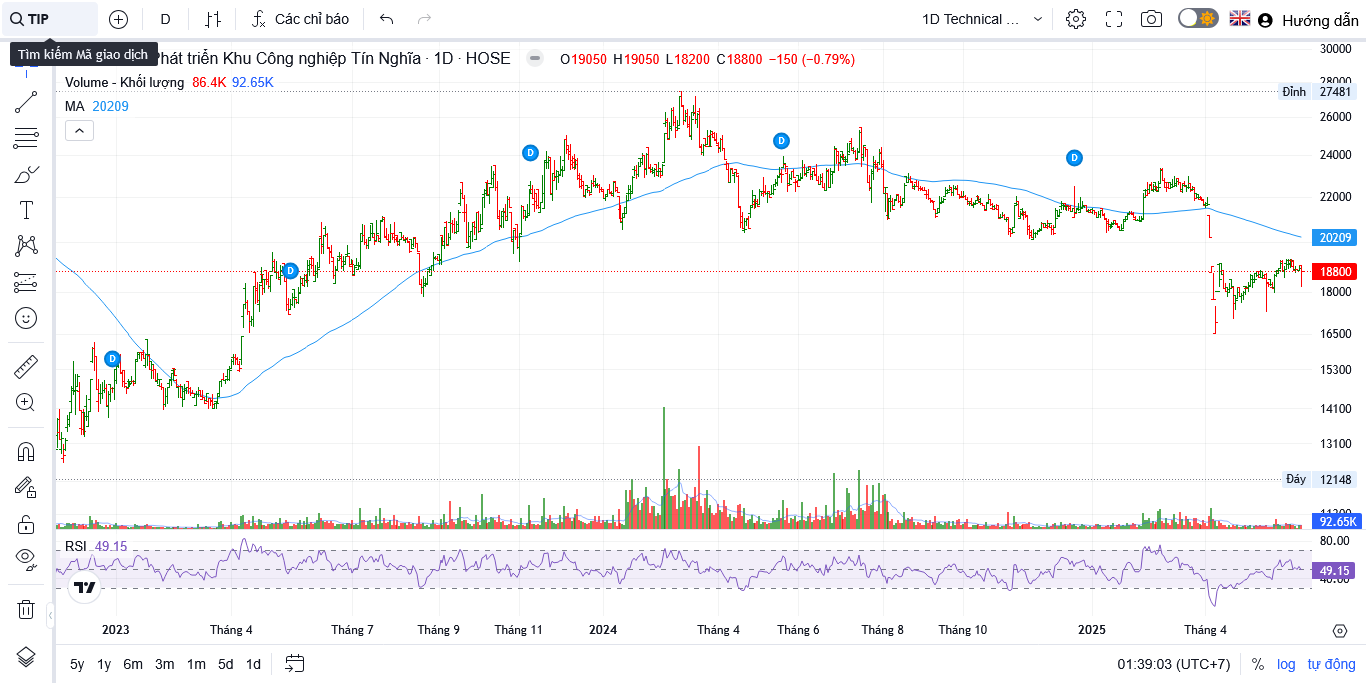 TIP
D
Các chỉ báo
1D Technical ...
Hướng dẫn
Tìm kiếm Mã giao dịch
Phát triển Khu Công nghiệp Tín Nghĩa · 1D · HOSE
O19050 H19050 L18200 C18800 −150 (−0.79%)
Volume - Khối lượng 86.4K 92.65K
MA 20209
30000
28000
Đỉnh 27481
26000
24000
22000
20209
18800
18000
16500
15300
14100
13100
Đáy 12148
11300
92.65K
D
D
D
D
D
RSI 49.15
80.00
49.15
40.00
2023 Tháng 4 Tháng 7 Tháng 9 Tháng 11 2024 Tháng 4 Tháng 6 Tháng 8 Tháng 10 2025 Tháng 4
5y 1y 6m 3m 1m 5d 1d
01:39:03 (UTC+7) % log tự động